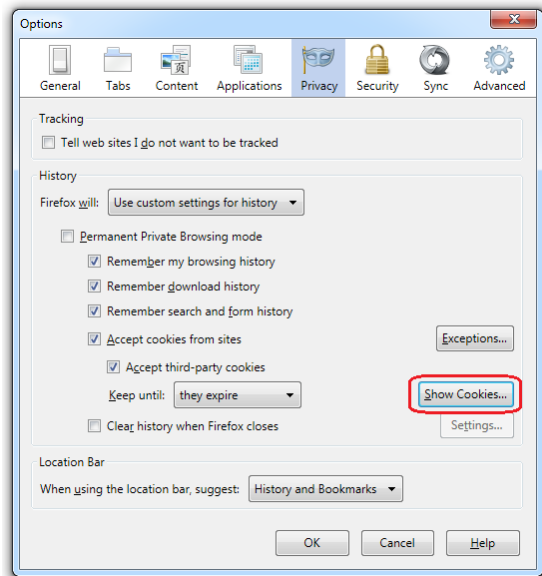 Options
General Tabs Content Applications Privacy Security Sync Advanced
Tracking
Tell web sites I do not want to be tracked
History
Firefox will: Use custom settings for history
Permanent Private Browsing mode
Remember my browsing history
Remember download history
Remember search and form history
Accept cookies from sites Exceptions...
Accept third-party cookies
Keep until: they expire Show Cookies...
Clear history when Firefox closes Settings...
Location Bar
When using the location bar, suggest: History and Bookmarks
OK Cancel Help